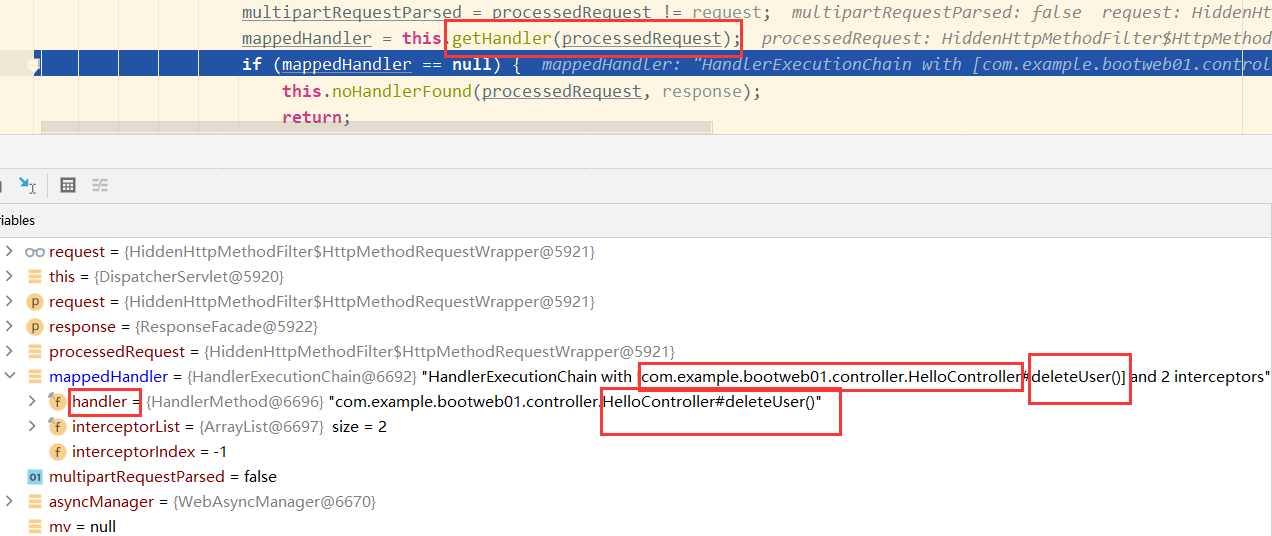 multipartRequestParsed = processedRequest != request; multipartRequestParsed: false request: HiddenHtt
mappedHandler = this.getHandler(processedRequest); processedRequest: HiddenHttpMethodFilter$HttpMethod
if (mappedHandler == null) { mappedHandler: "HandlerExecutionChain with [com.example.bootweb01.control
this.noHandlerFound(processedRequest, response);
return;
iables
request = {HiddenHttpMethodFilter$HttpMethodRequestWrapper@5921}
this = {DispatcherServlet@5920}
p request = {HiddenHttpMethodFilter$HttpMethodRequestWrapper@5921}
p response = {ResponseFacade@5922}
processedRequest = {HiddenHttpMethodFilter$HttpMethodRequestWrapper@5921}
mappedHandler = {HandlerExecutionChain@6692} "HandlerExecutionChain with [com.example.bootweb01.controller.HelloController#deleteUser()] and 2 interceptors"
f handler = {HandlerMethod@6696} "com.example.bootweb01.controller.HelloController#deleteUser()"
f interceptorList = {ArrayList@6697} size = 2
f interceptorIndex = -1
01 multipartRequestParsed = false
asyncManager = {WebAsyncManager@6670}
mv = null